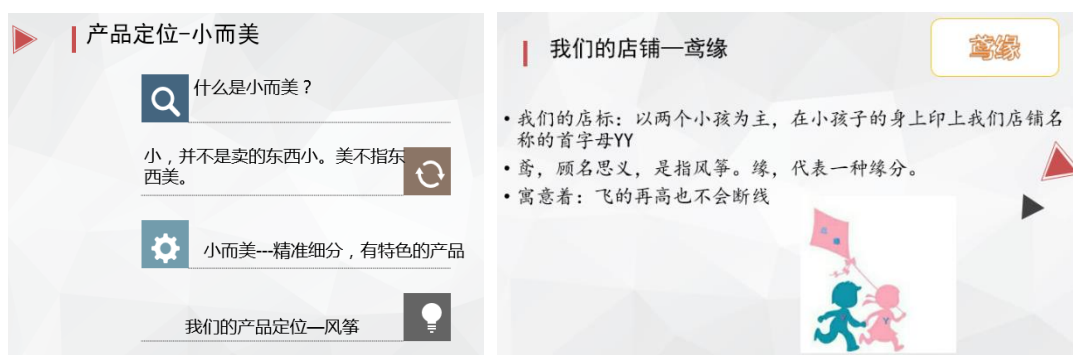 产品定位-小而美
什么是小而美？
小，并不是卖的东西小。美不指东
西美。
小而美---精准细分，有特色的产品
我们的产品定位—风筝
我们的店铺—鸢缘
鸢缘
• 我们的店标：以两个小孩为主，在小孩子的身上印上我们店铺名
称的首字母YY
• 鸢，顾名思义，是指风筝。缘，代表一种缘分。
• 寓意着：飞的再高也不会断线
Y
Y